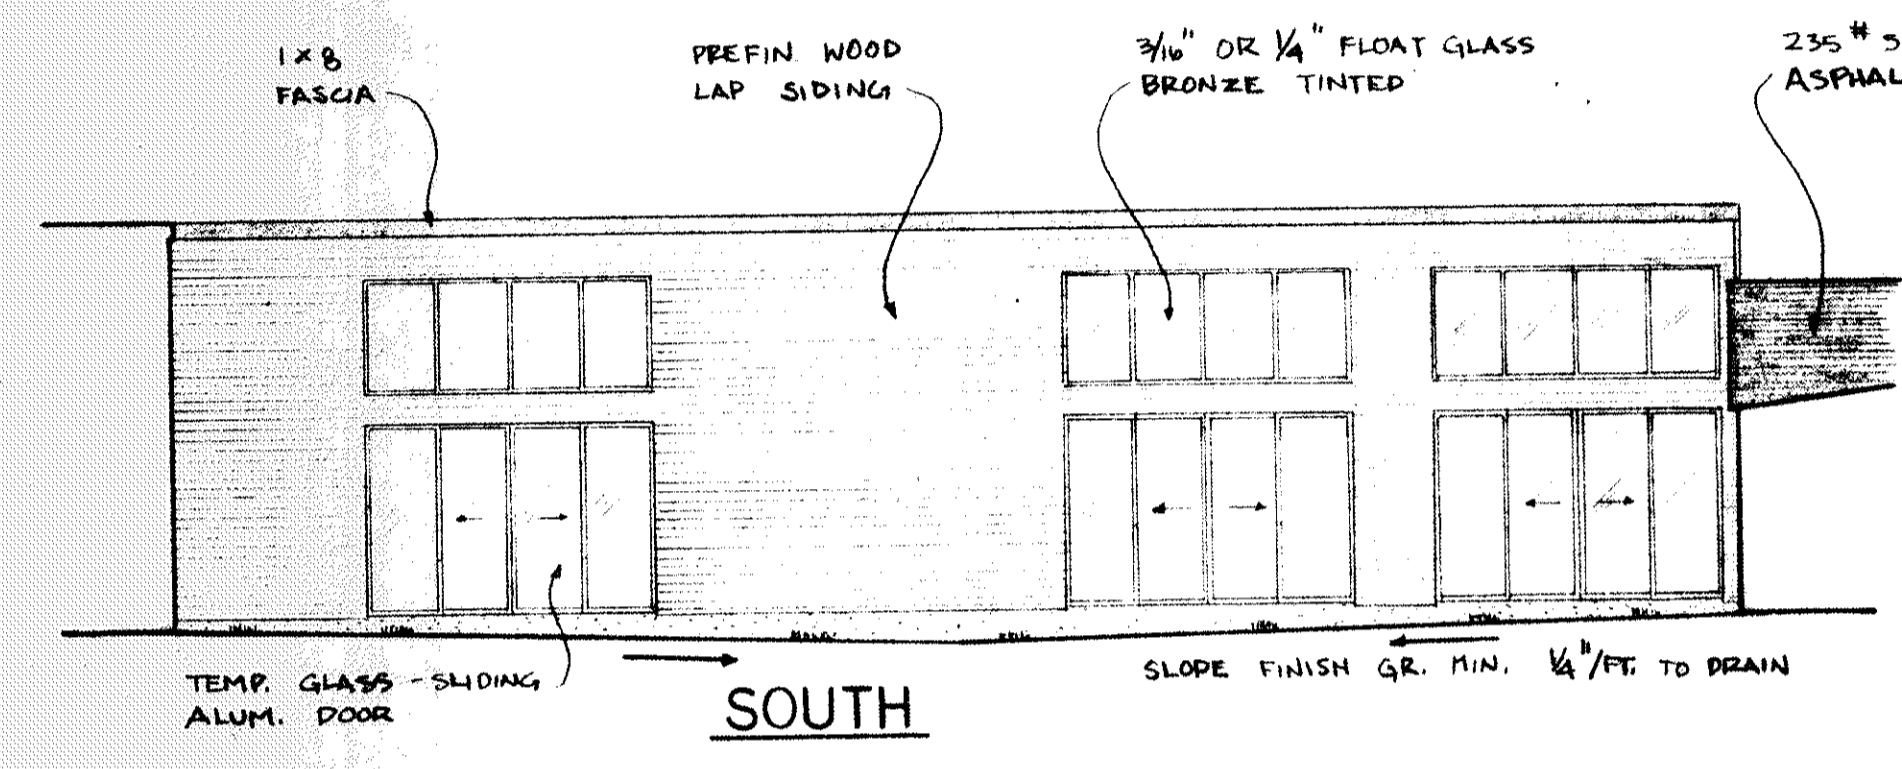 1 x 8
FASCIA
PREFIN WOOD
LAP SIDING
3/16" OR 1/4" FLOAT GLASS
BRONZE TINTED
235 # S
ASPHAL
TEMP. GLASS - SLIDING
ALUM. DOOR
SLOPE FINISH GR. MIN. 1/4"/FT. TO DRAIN
SOUTH